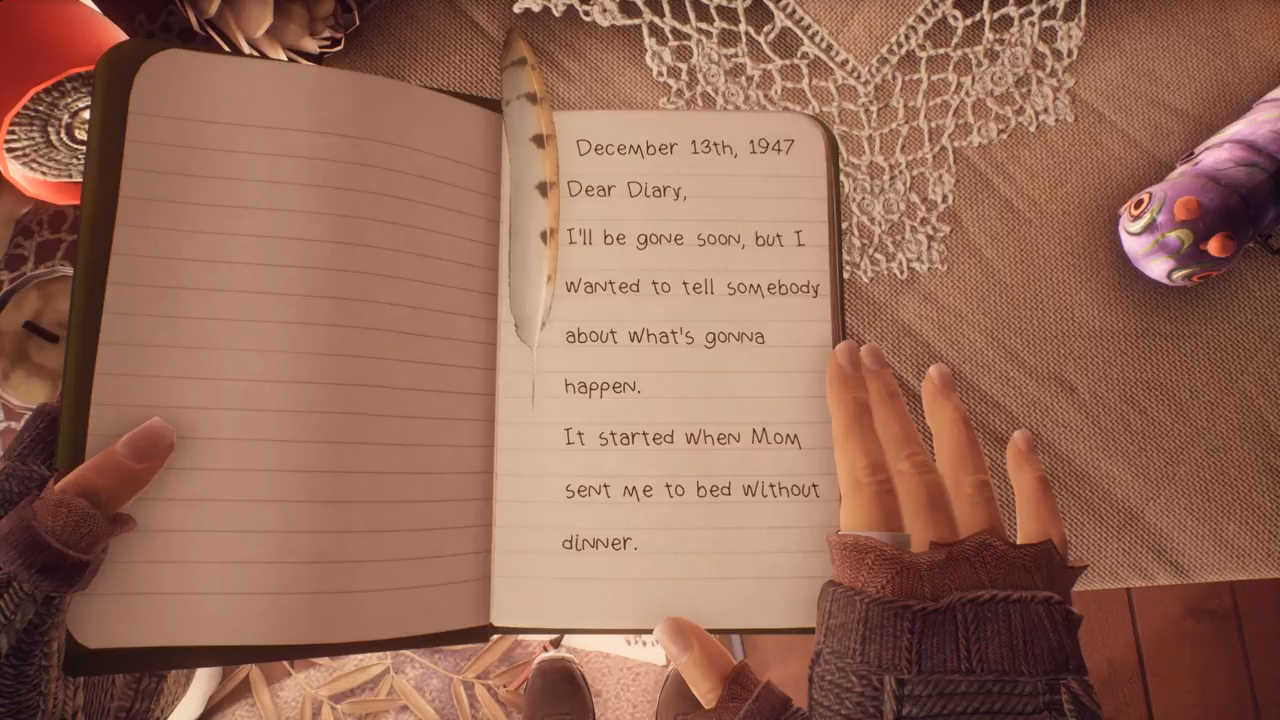 December 13th, 1947
Dear Diary,
I'll be gone soon, but I
wanted to tell somebody
about what's gonna
happen.
It started when Mom
sent me to bed without
dinner.